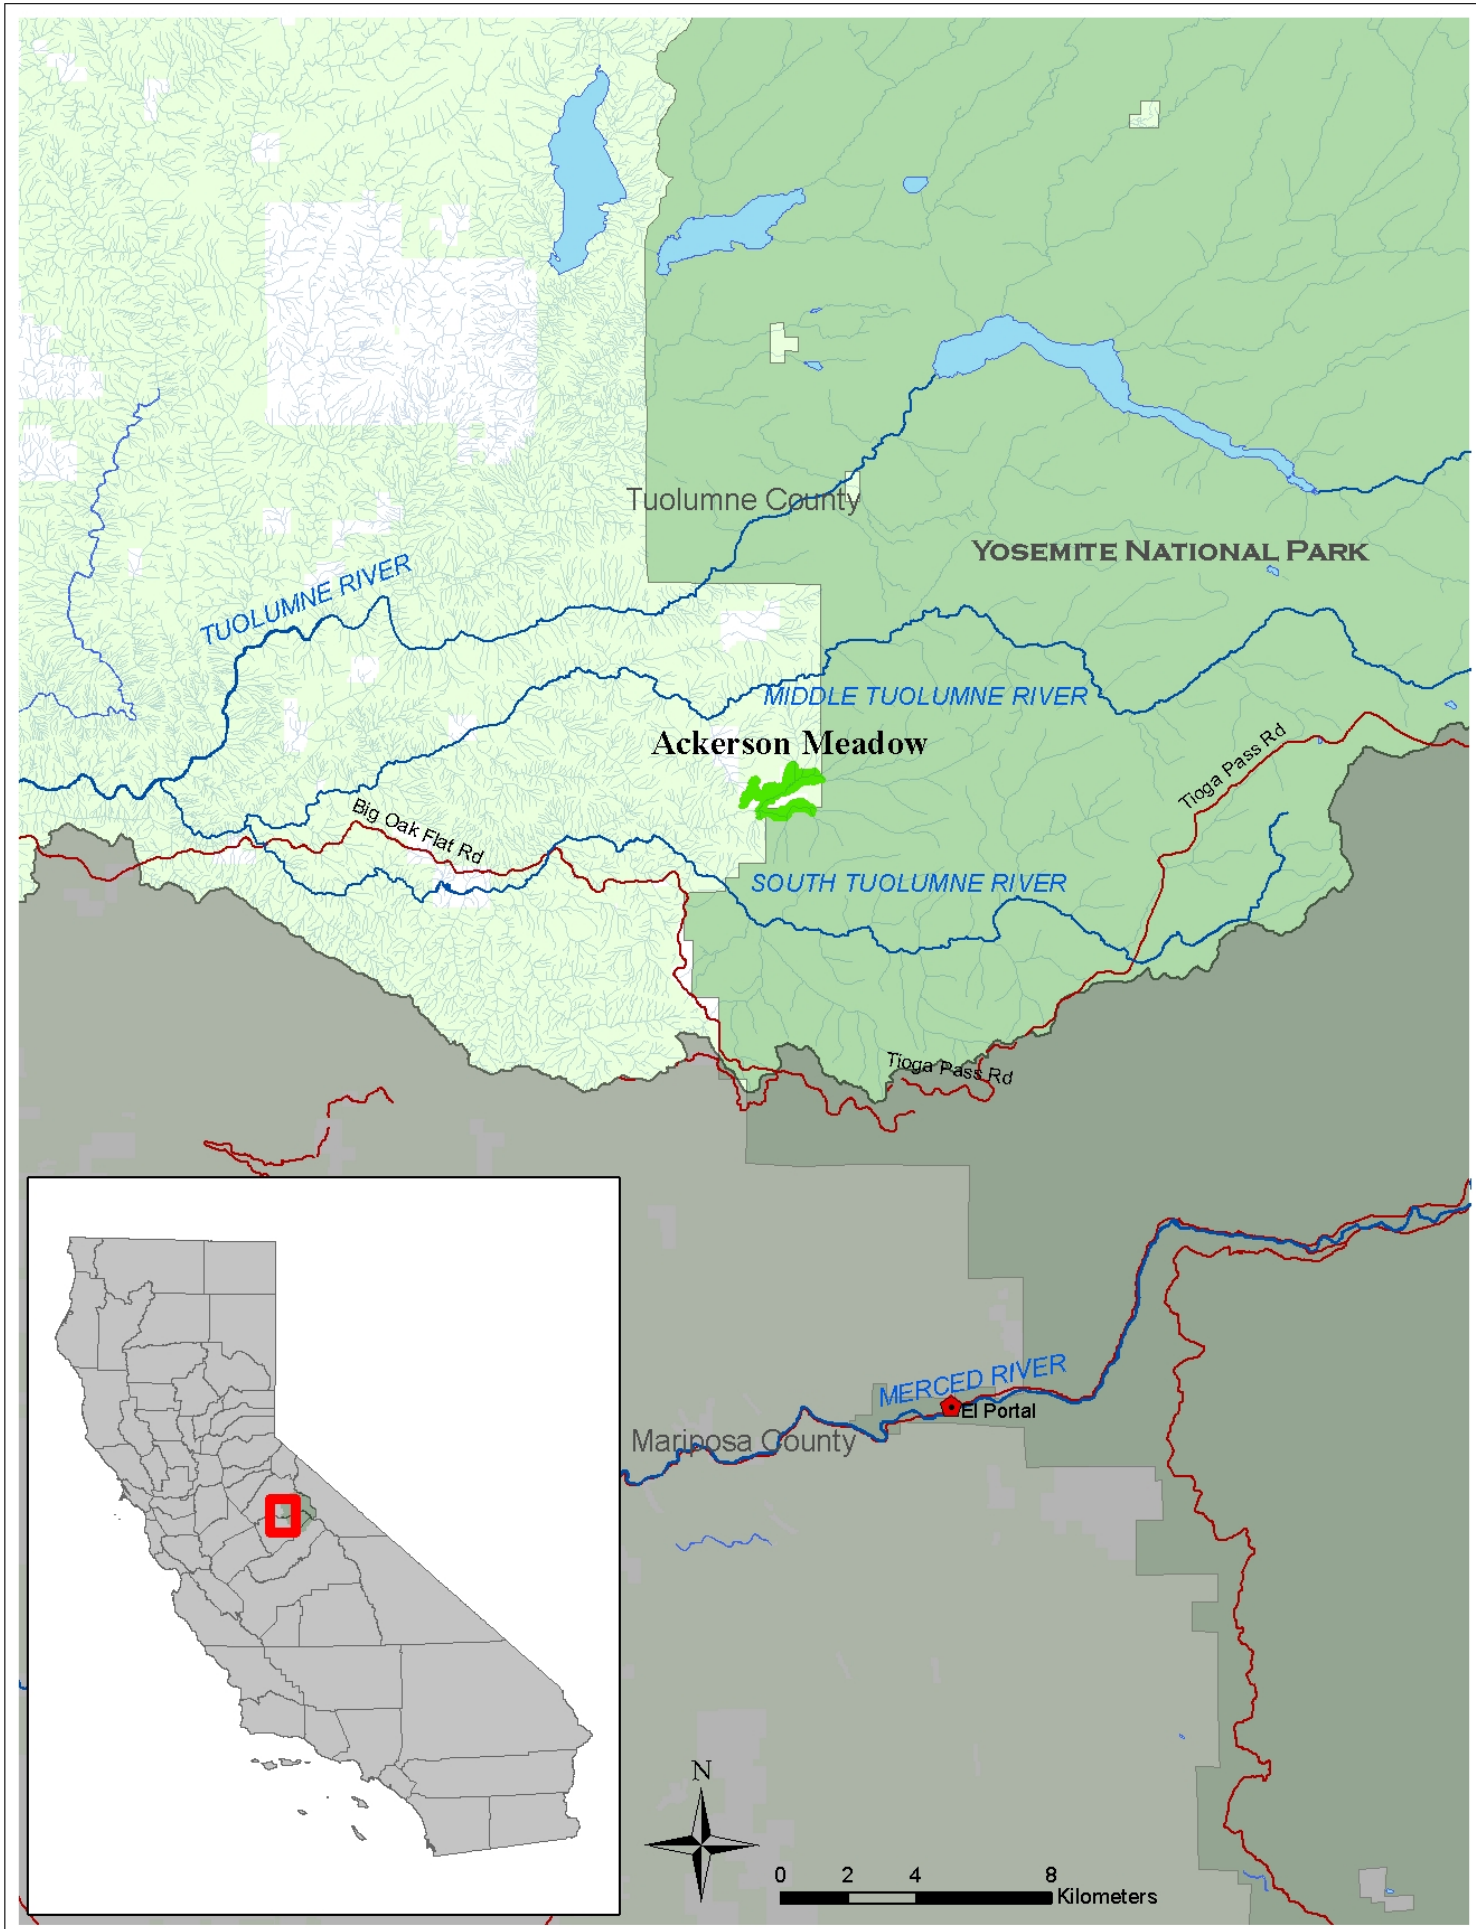 Tuolumne County
YOSEMITE NATIONAL PARK
TUOLUMNE RIVER
MIDDLE TUOLUMNE RIVER
Ackerson Meadow
Tioga Pass Rd
Big Oak Flat Rd
SOUTH TUOLUMNE RIVER
Tioga Pass Rd
MERCED RIVER
El Portal
Mariposa County
N
0 2 4 8
Kilometers